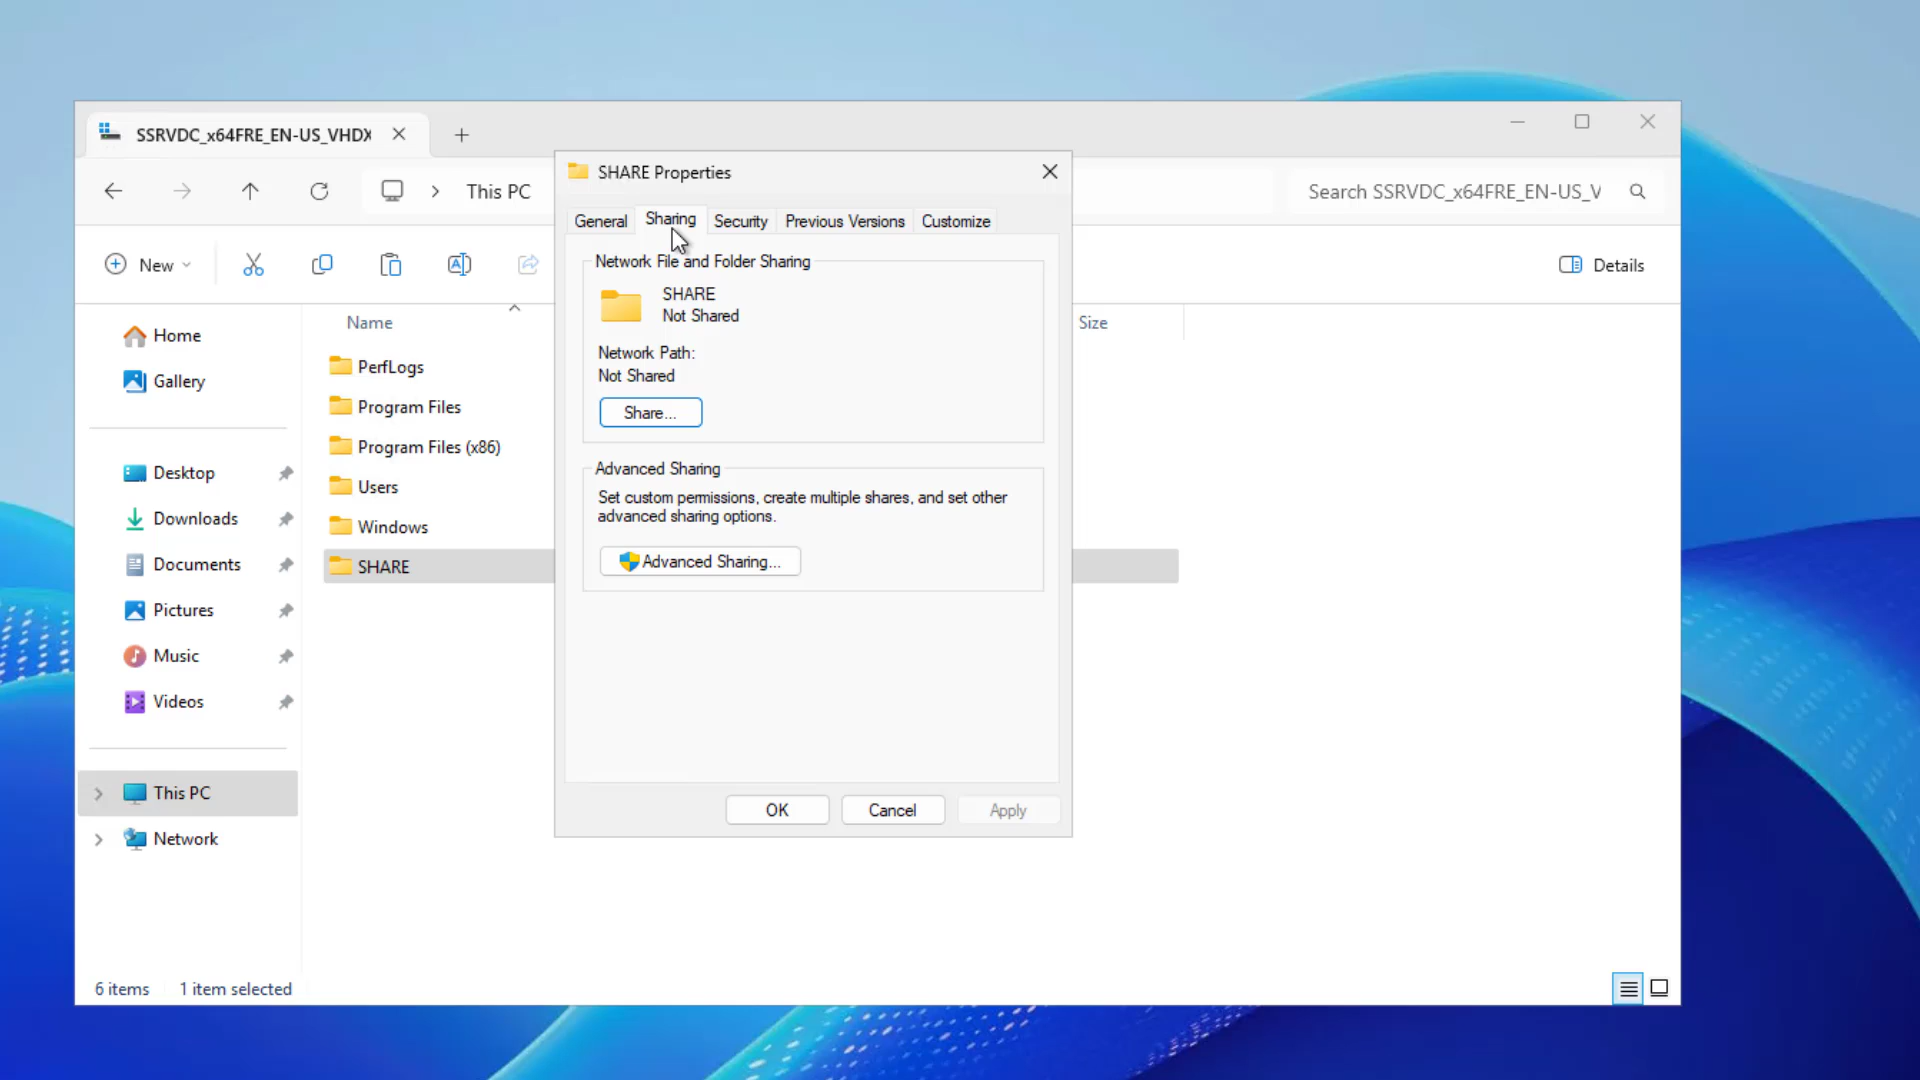 SSRVDC_x64FRE_EN-US_VHDX
SHARE Properties
This PC
Search SSRVDC_x64FRE_EN-US_V
General Sharing Security Previous Versions Customize
New
Details
Network File and Folder Sharing
SHARE
Not Shared
Network Path:
Not Shared
Share...
Advanced Sharing
Set custom permissions, create multiple shares, and set other
advanced sharing options.
Advanced Sharing...
OK Cancel Apply
Name
Size
Home
Gallery
Desktop
Downloads
Documents
Pictures
Music
Videos
This PC
Network
PerfLogs
Program Files
Program Files (x86)
Users
Windows
SHARE
6 items 1 item selected